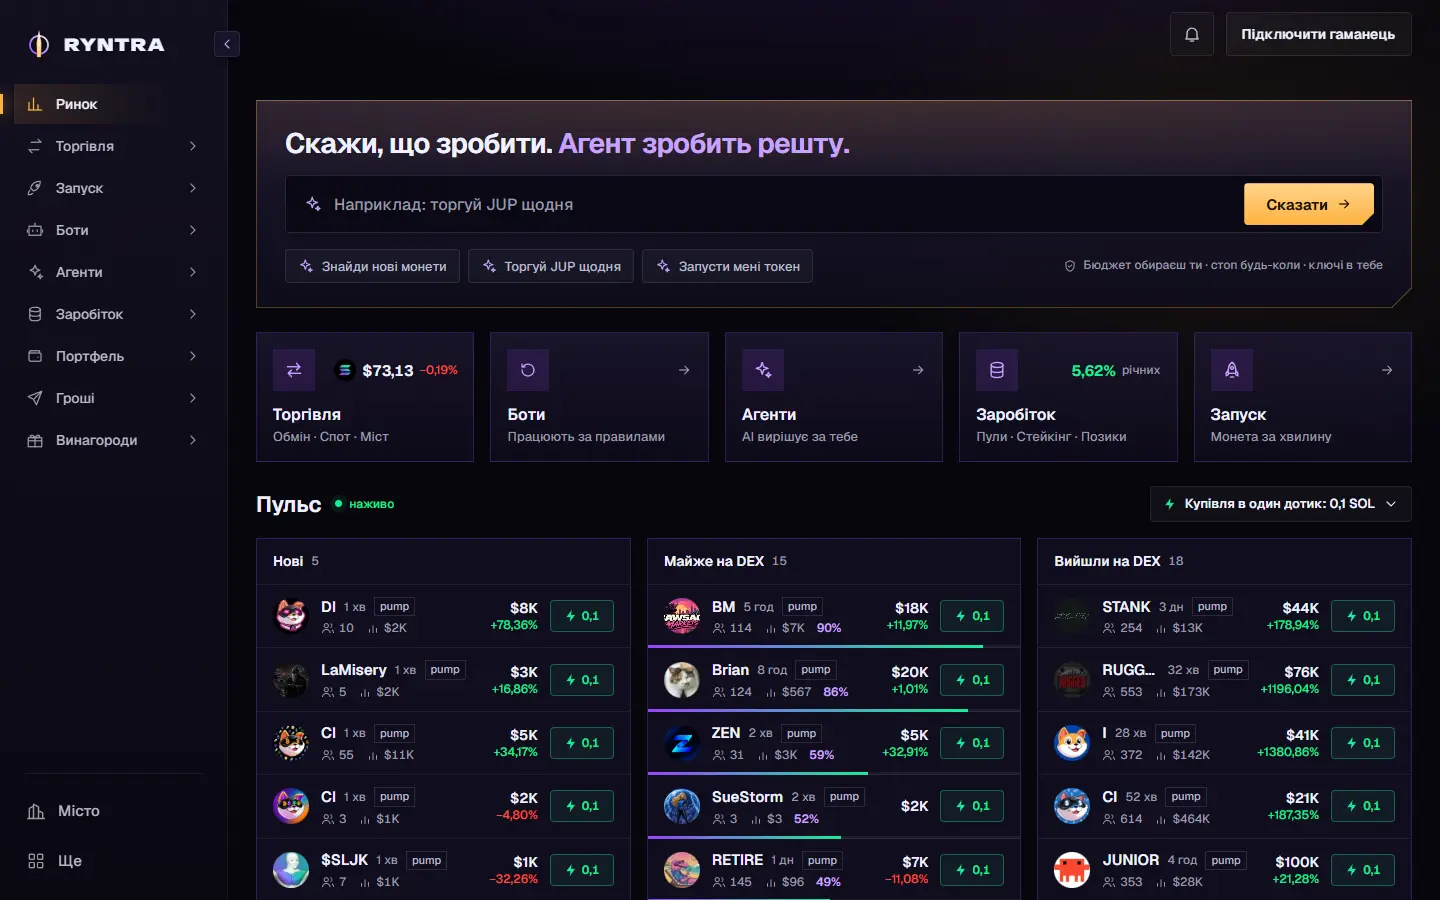 RYNTRA
Підключити гаманець
Ринок
Торгівля
Запуск
Боти
Агенти
Заробіток
Портфель
Гроші
Винагороди
Місто
Ще
Скажи, що зробити. Агент зробить решту.
Наприклад: торгуй JUP щодня
Сказати
Знайди нові монети
Торгуй JUP щодня
Запусти мені токен
Бюджет обираєш ти · стоп будь-коли · ключі в тебе
$73,13 −0,19%
Торгівля
Обмін · Спот · Міст
Боти
Працюють за правилами
Агенти
AI вирішує за тебе
5,62% річних
Заробіток
Пули · Стейкінг · Позики
Запуск
Монета за хвилину
Пульс наживо
Купівля в один дотик: 0,1 SOL
Нові 5
DI 1 хв pump $8K 0,1
10 $2K +78,36%
LaMisery 1 хв pump $3K 0,1
5 $2K +16,86%
CI 1 хв pump $5K 0,1
55 $11K +34,17%
CI 1 хв pump $2K 0,1
3 $1K −4,80%
$SLJK 1 хв pump $1K 0,1
7 $1K −32,26%
Майже на DEX 15
BM 5 год pump $18K 0,1
114 $7K 90% +11,97%
Brian 8 год pump $20K 0,1
124 $567 86% +1,01%
ZEN 2 хв pump $5K 0,1
31 $3K 59% +32,91%
SueStorm 2 хв pump $2K 0,1
3 $3 52%
RETIRE 1 дн pump $7K 0,1
145 $96 49% −11,08%
Вийшли на DEX 18
STANK 3 дн pump $44K 0,1
254 $13K +178,94%
RUGG... 32 хв pump $76K 0,1
553 $173K +1196,04%
I 28 хв pump $41K 0,1
372 $142K +1380,86%
CI 52 хв pump $21K 0,1
614 $464K +187,35%
JUNIOR 4 год pump $100K 0,1
353 $28K +21,28%